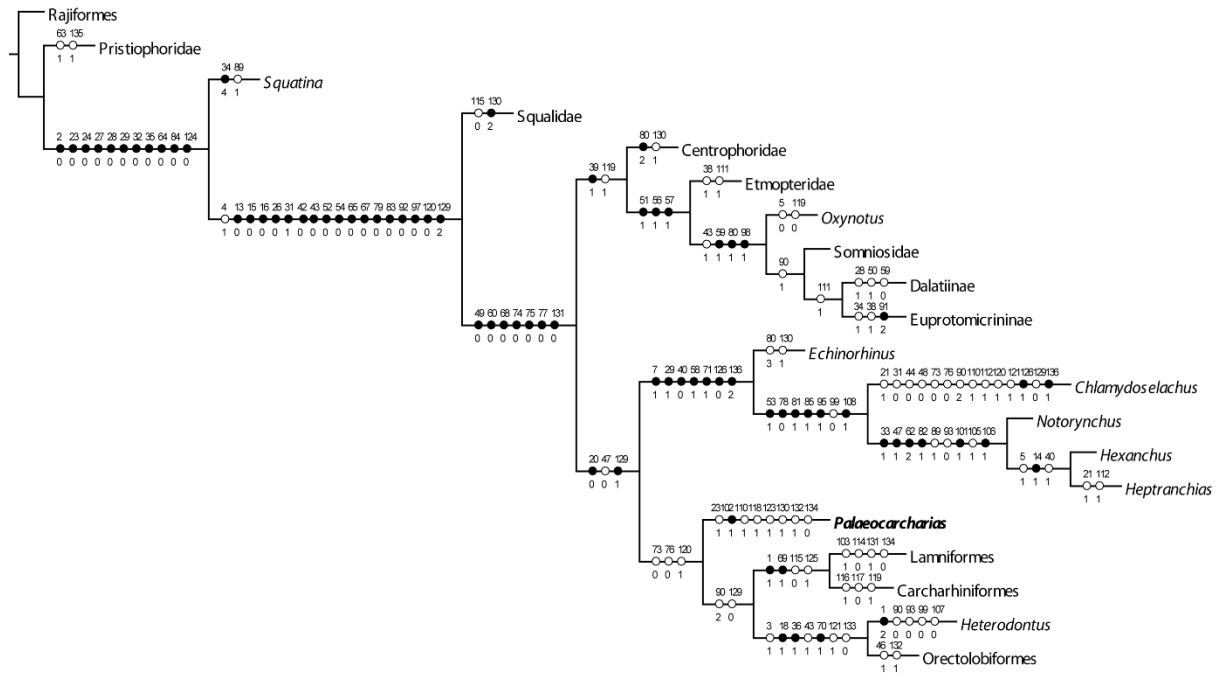 Rajiformes
63 135
1 1
Pristiophoridae
34 89
4 1
Squatina
2 23 24 27 28 29 32 35 64 84 124
0 0 0 0 0 0 0 0 0 0 0
4 13 15 16 26 31 42 43 52 54 65 67 79 83 92 97 120 129
1 0 0 0 0 1 0 0 0 0 0 0 0 0 0 0 0 2
115 130
0 2
Squalidae
49 60 68 74 75 77 131
0 0 0 0 0 0 0
39 119
1 1
80 130
2 1
Centrophoridae
51 56 57
1 1 1
38 111
1 1
Etmopteridae
43 59 80 98
1 1 1 1
5 119
0 0
Oxynotus
90
1
Somniosidae
111
1
28 50 59
1 1 0
Dalatiinae
34 38 91
1 1 2
Euprotomicrininae
20 47 129
0 0 1
7 29 40 58 71 126 136
1 1 0 1 1 0 2
80 130
3 1
Echinorhinus
53 78 81 85 95 99 108
1 0 1 1 1 0 1
21 31 44 48 73 76 90 110 112 120 121 126 129 136
1 0 0 0 0 0 2 1 1 1 1 1 0 1
Chlamydoselachus
33 47 62 82 89 93 101 105 106
1 1 2 1 1 0 1 1 1
Notorynchus
5 14 40
1 1 1
Hexanchus
21 112
1 1
Heptranchias
73 76 120
0 0 1
23 102 110 118 123 130 132 134
1 1 1 1 1 1 1 0
Palaeocarcharias
90 129
2 0
1 69 115 125
1 1 0 1
103 114 131 134
1 0 1 0
Lamniformes
116 117 119
1 0 1
Carcharhiniformes
3 18 36 43 70 121 133
1 1 1 1 1 1 0
1 90 93 99 107
2 0 0 0 0
Heterodontus
46 132
1 1
Orectolobiformes